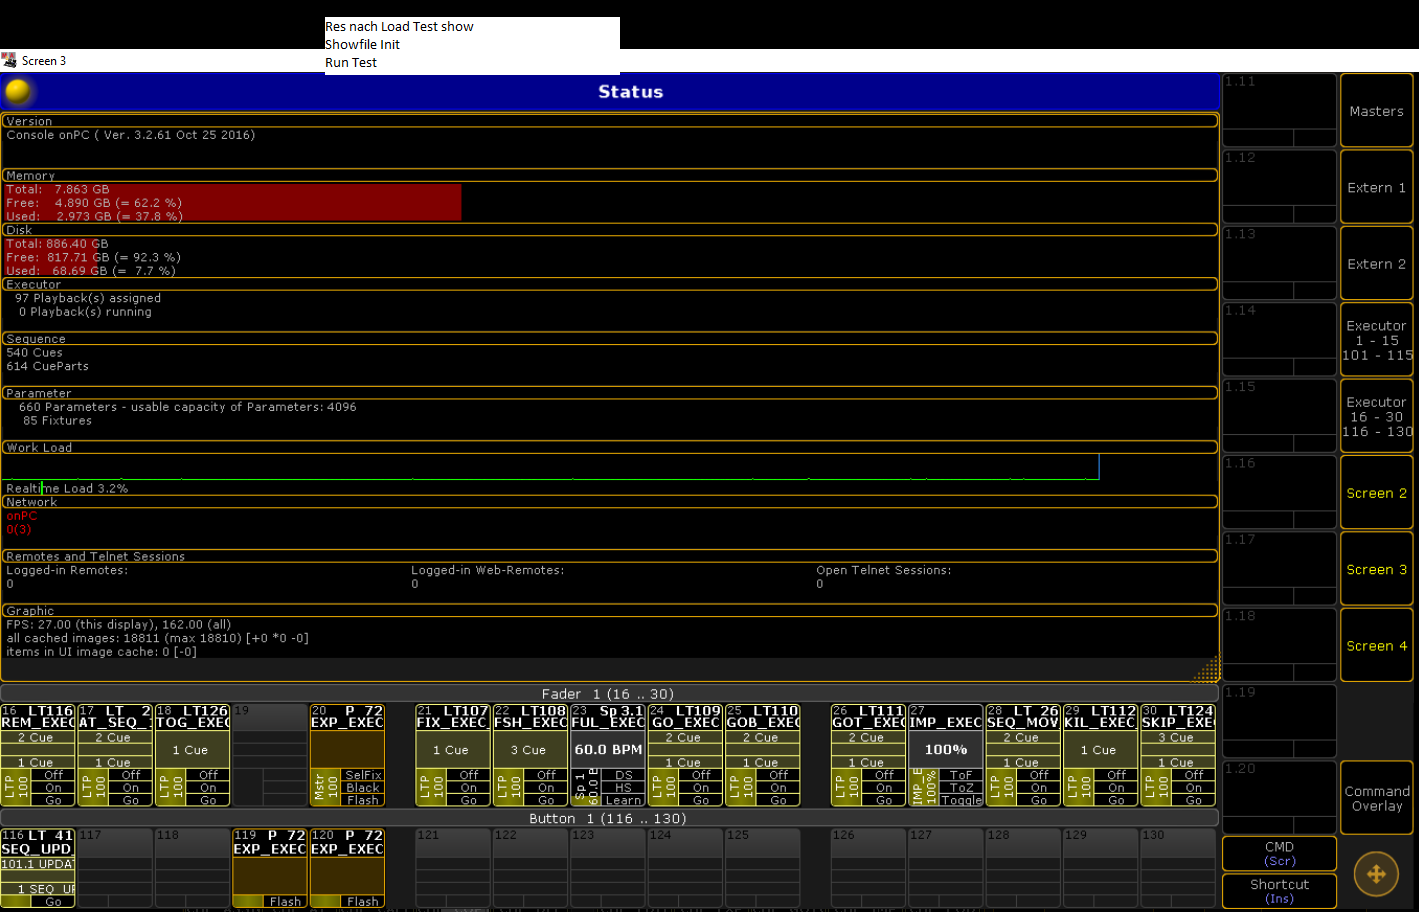 Res nach Load Test show
Showfile Init
Run Test
Screen 3
Status
Version
Console onPC ( Ver. 3.2.61 Oct 25 2016)
Memory
Total: 7.863 GB
Free: 4.890 GB (= 62.2 %)
Used: 2.973 GB (= 37.8 %)
Disk
Total: 886.40 GB
Free: 817.71 GB (= 92.3 %)
Used: 68.69 GB (= 7.7 %)
Executor
97 Playback(s) assigned
0 Playback(s) running
Sequence
540 Cues
614 CueParts
Parameter
660 Parameters - usable capacity of Parameters: 4096
85 Fixtures
Work Load
Realtime Load 3.2%
Network
onPC
0(3)
Remotes and Telnet Sessions
Logged-in Remotes: Logged-in Web-Remotes: Open Telnet Sessions:
0 0 0
Graphic
FPS: 27.00 (this display), 162.00 (all)
all cached images: 18811 (max 18810) [+0 *0 -0]
items in UI image cache: 0 [-0]
1.11
1.12
1.13
1.14
1.15
1.16
1.17
1.18
1.19
1.20
Masters
Extern 1
Extern 2
Executor
1 - 15
101 - 115
Executor
16 - 30
116 - 130
Screen 2
Screen 3
Screen 4
Command
Overlay
CMD
(Scr)
Shortcut
(Ins)
Fader 1 (16 .. 30)
16 LT116 17 LT 2 18 LT126 19 20 P 72 21 LT107 22 LT108 23 Sp 3.1 24 LT109 25 LT110 26 LT111 27 28 LT 26 29 LT112 30 LT124
REM_EXEC AT_SEQ_ TOG_EXEC EXP_EXEC FIX_EXEC FSH_EXEC FUL_EXEC GO_EXEC GOB_EXEC GOT_EXEC IMP_EXEC SEQ_MOV KIL_EXEC SKIP_EXE
2 Cue 2 Cue 2 Cue 2 Cue 2 Cue 2 Cue 3 Cue
1 Cue 1 Cue 3 Cue 60.0 BPM 100% 1 Cue
1 Cue 1 Cue 1 Cue 1 Cue 1 Cue 1 Cue 1 Cue
LTP 100 LTP 100 LTP 100 Mstr 100 LTP 100 LTP 100 Sp 1 60.0 B LTP 100 LTP 100 LTP 100 IMP_E 100% LTP 100 LTP 100 LTP 100
Off Off Off SelFix Off Off DS Off Off Off ToF Off Off Off
On On On Black On On HS On On On ToZ On On On
Go Go Go Flash Go Go Learn Go Go Go Toggle Go Go Go
Button 1 (116 .. 130)
116 LT 41 117 118 119 P 72 120 P 72 121 122 123 124 125 126 127 128 129 130
SEQ_UPD EXP_EXEC EXP_EXEC
101.1 UPDA
1 SEQ_UP
Go Flash Flash